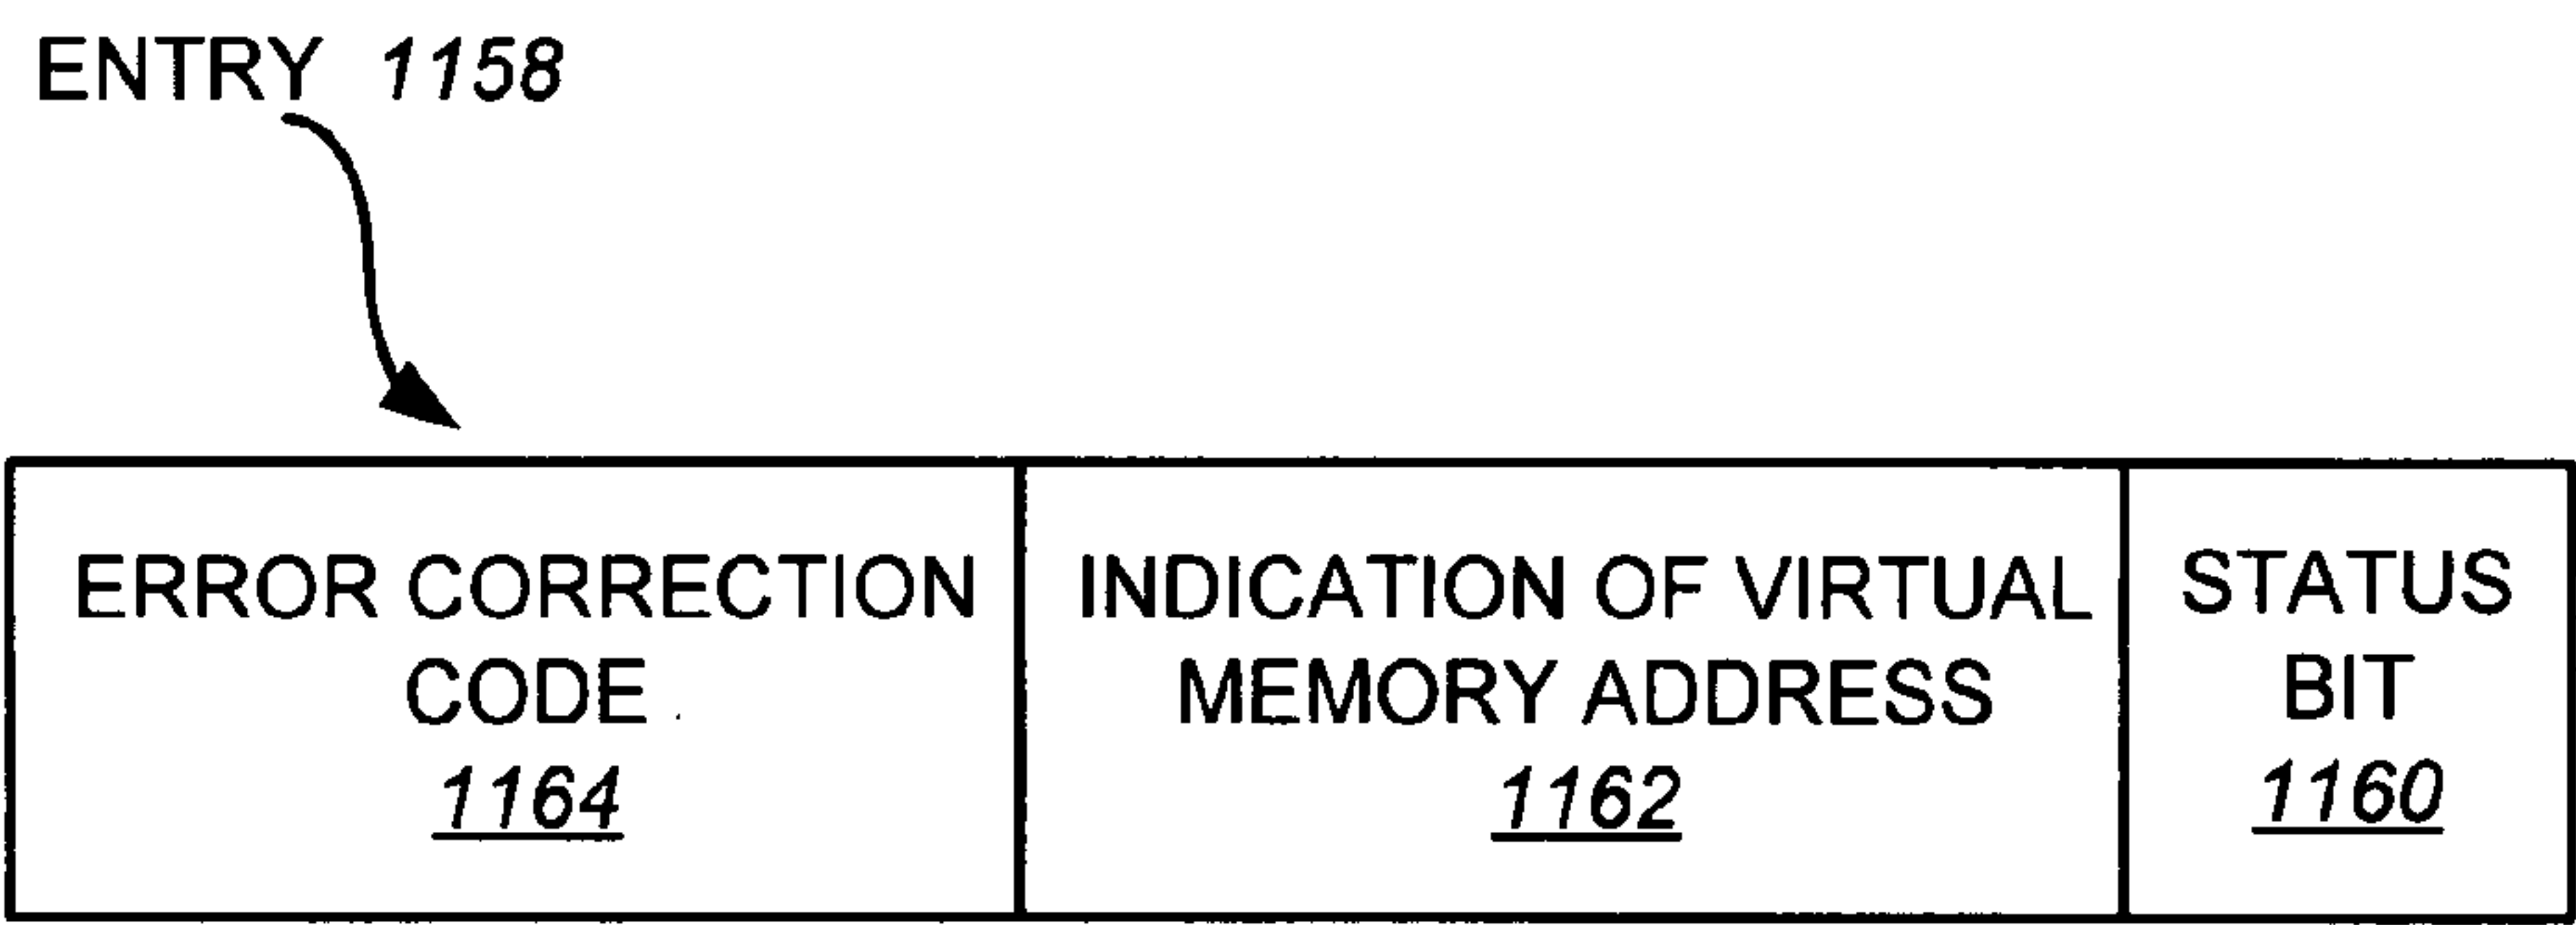 ENTRY 1158
ERROR CORRECTION
CODE
1164
INDICATION OF VIRTUAL
MEMORY ADDRESS
1162
STATUS
BIT
1160